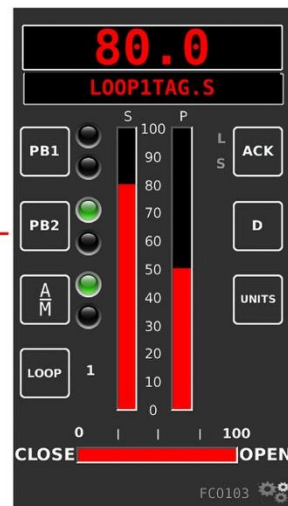 80.0
LOOP1TAG.S
S P
PB1
100
L
S
ACK
90
80
PB2
70
D
60
50
A
M
40
UNITS
30
20
LOOP 1
10
0
0 100
CLOSE OPEN
FC0103